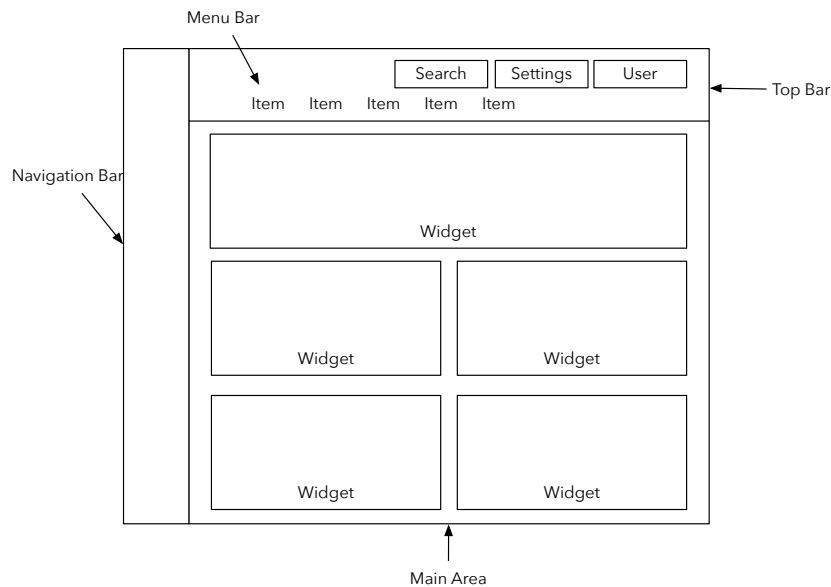 Menu Bar
Search Settings User
Top Bar
Item Item Item Item Item
Navigation Bar
Widget
Widget Widget
Widget Widget
Main Area